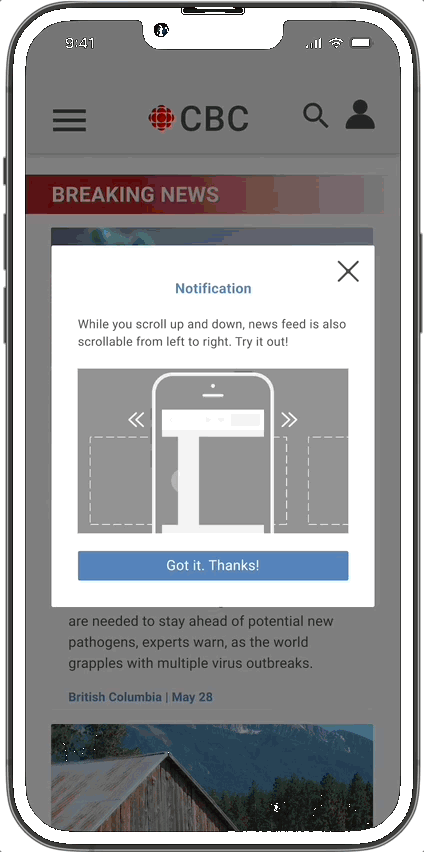 9:41
CBC
BREAKING NEWS
Notification
While you scroll up and down, news feed is also
scrollable from left to right. Try it out!
Got it. Thanks!
are needed to stay ahead of potential new
pathogens, experts warn, as the world
grapples with multiple virus outbreaks.
British Columbia | May 28